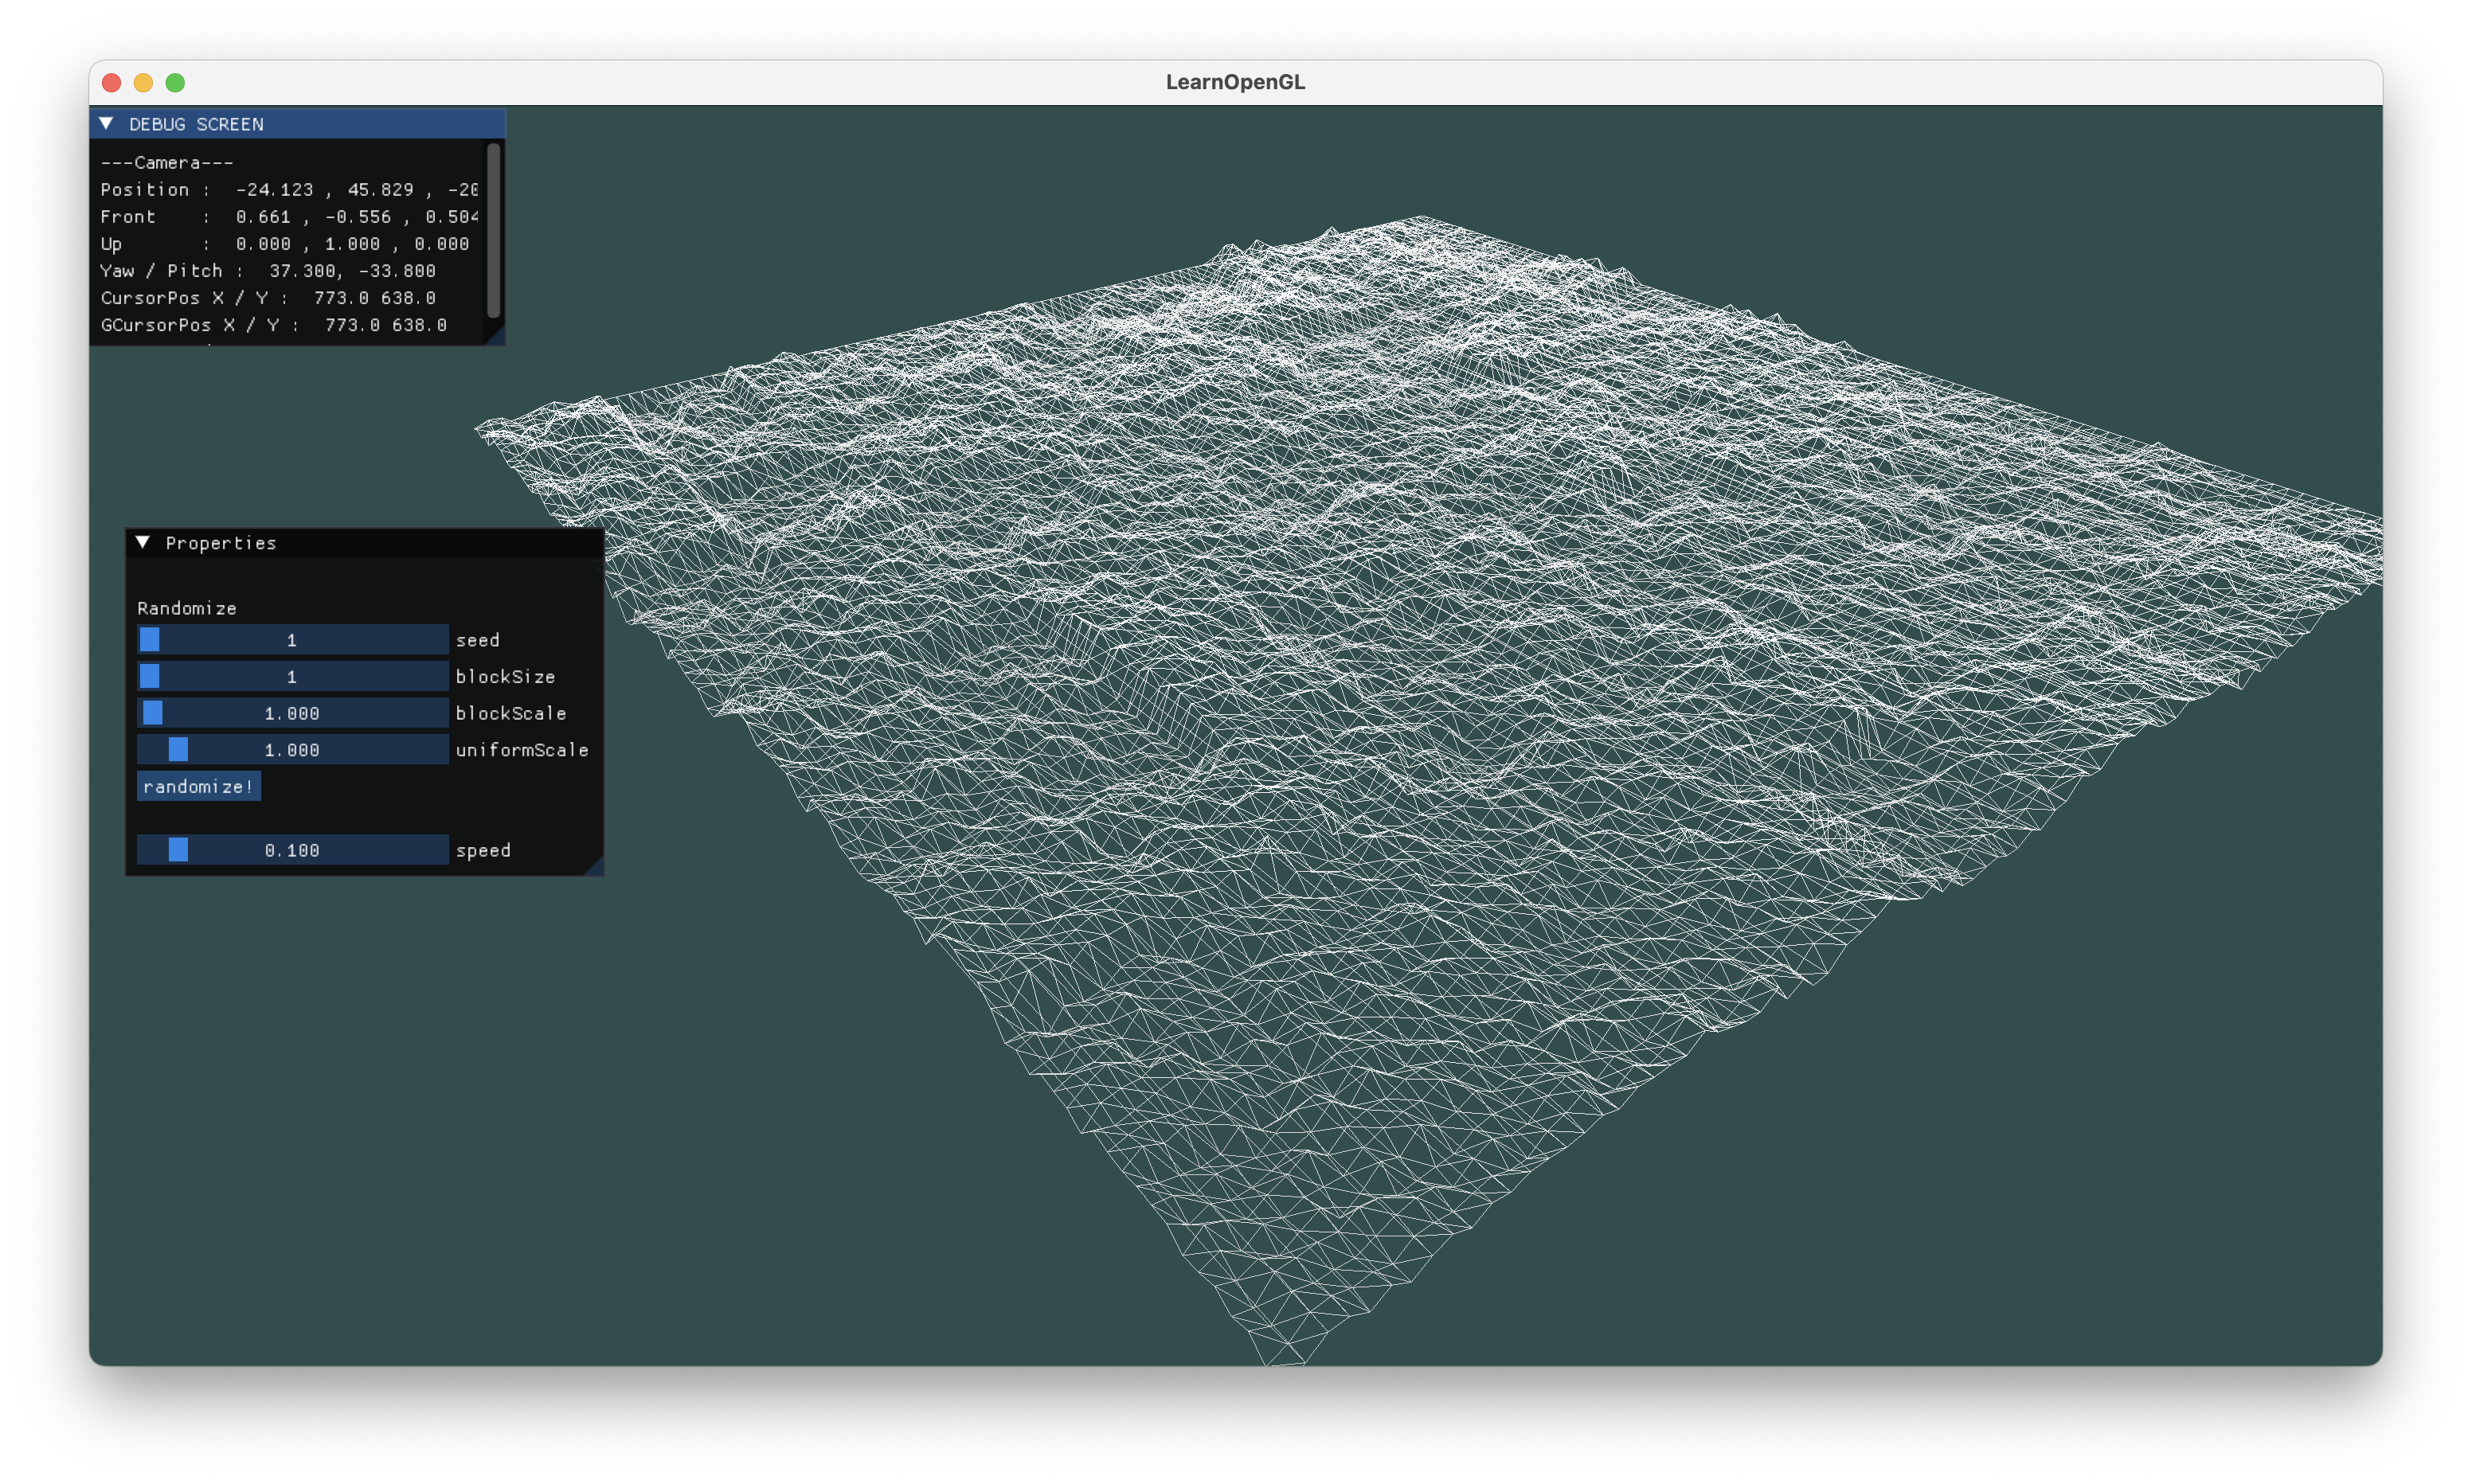 LearnOpenGL
DEBUG SCREEN
---Camera---
Position :  -24.123 , 45.829 , -20
Front    :  0.661 , -0.556 , 0.504
Up       :  0.000 , 1.000 , 0.000
Yaw / Pitch :  37.300, -33.800
CursorPos X / Y :  773.0 638.0
GCursorPos X / Y :  773.0 638.0
Properties
Randomize
1 seed
1 blockSize
1.000 blockScale
1.000 uniformScale
randomize!
0.100 speed